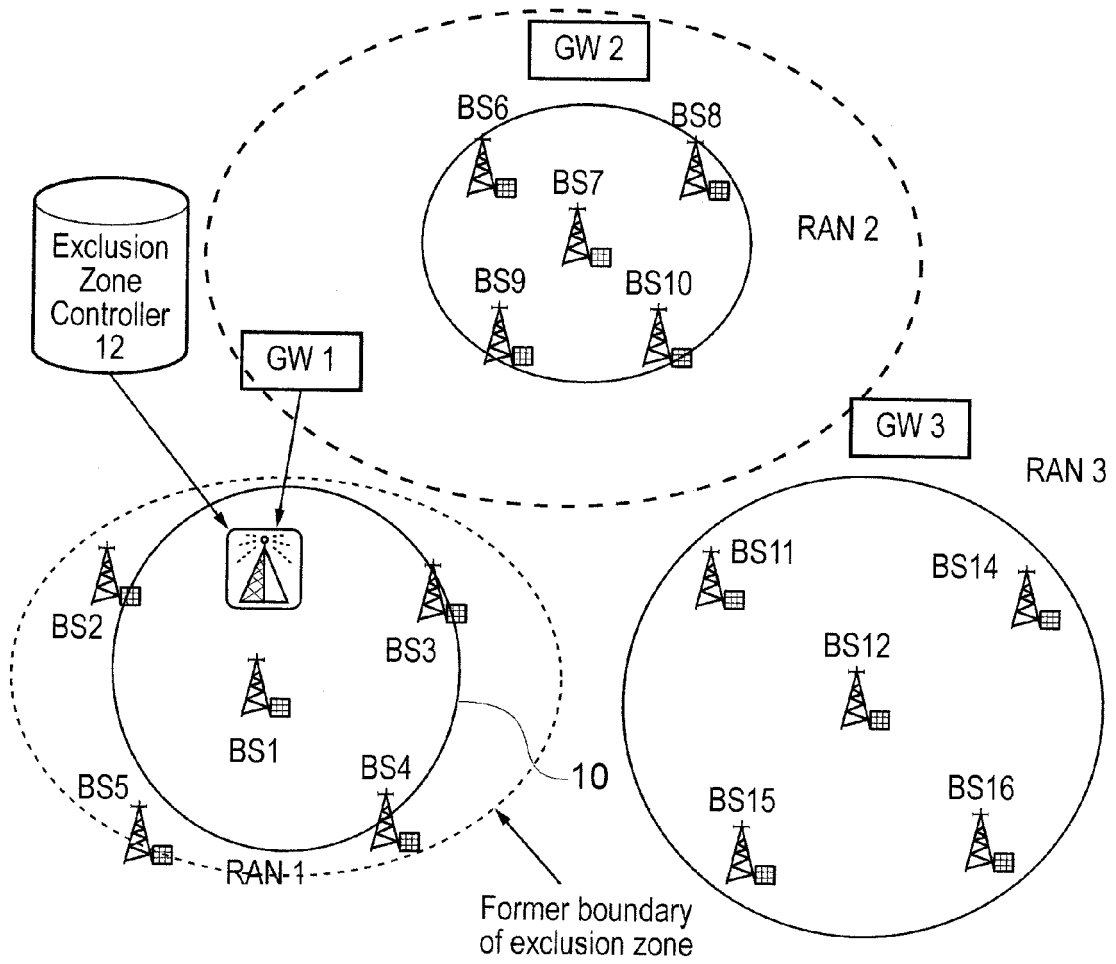 GW 2
BS6
BS8
BS7
RAN 2
Exclusion
Zone
Controller
12
BS9
BS10
GW 1
GW 3
RAN 3
BS11
BS14
BS2
BS3
BS12
BS1
10
BS4
BS5
BS15
BS16
RAN 1
Former boundary
of exclusion zone